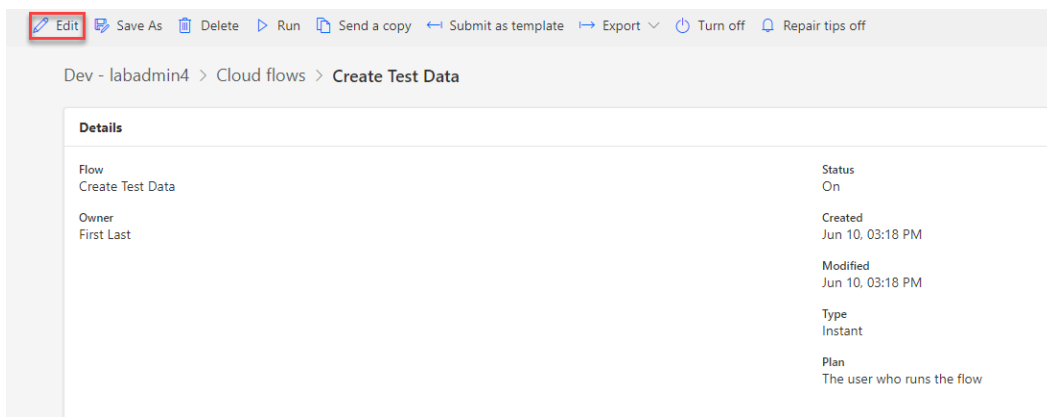 Edit Save As Delete Run Send a copy Submit as template Export Turn off Repair tips off
Dev - labadmin4 > Cloud flows > Create Test Data
Details
Flow
Create Test Data
Owner
First Last
Status
On
Created
Jun 10, 03:18 PM
Modified
Jun 10, 03:18 PM
Type
Instant
Plan
The user who runs the flow